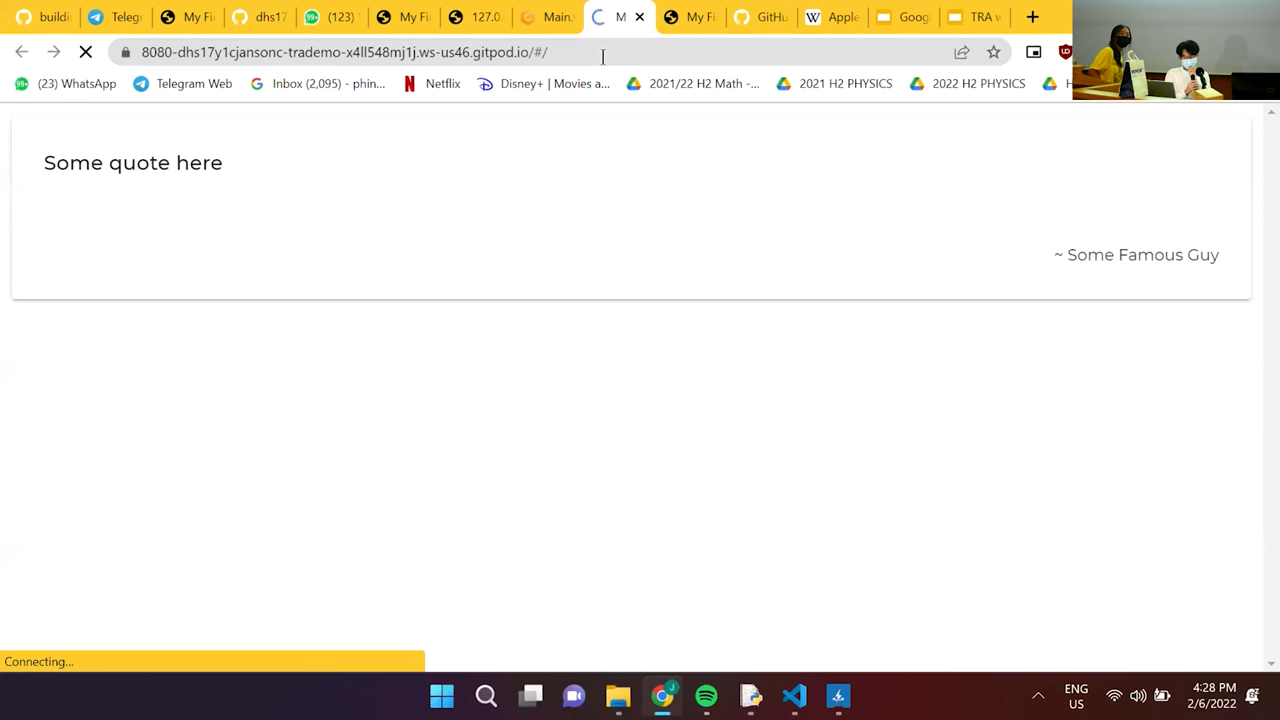 buildi
Telegr
My Fi
dhs17
(123)
My Fi
127.0.
Main.
M
My Fi
GitHu
Apple
Goog
TRA w
8080-dhs17y1cjansonc-trademo-x4ll548mj1j.ws-us46.gitpod.io/#/
(23) WhatsApp
Telegram Web
Inbox (2,095) - phin...
Netflix
Disney+ | Movies a...
2021/22 H2 Math -...
2021 H2 PHYSICS
2022 H2 PHYSICS
Some quote here
~ Some Famous Guy
Connecting...
ENG
US
4:28 PM
2/6/2022